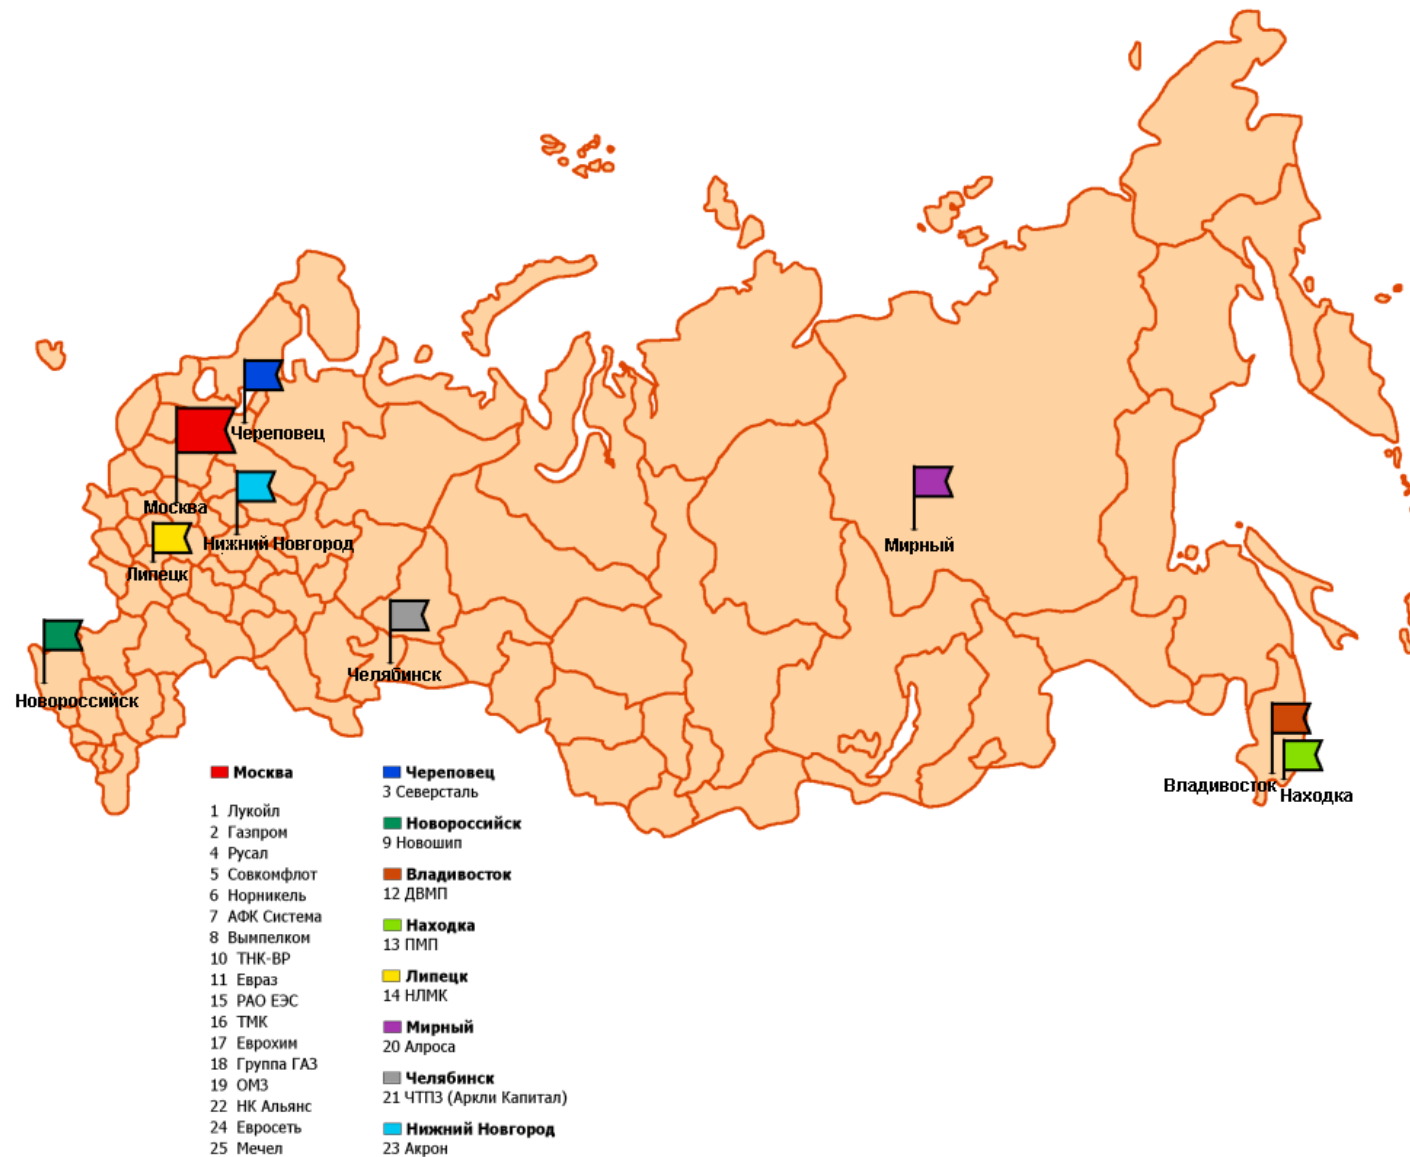 Череповец
Москва
Нижний Новгород
Липецк
Мирный
Челябинск
Новороссийск
Владивосток
Находка
Москва
1 Лукойл
2 Газпром
4 Русал
5 Совкомфлот
6 Норникель
7 АФК Система
8 Вымпелком
10 ТНК-ВР
11 Евраз
15 РАО ЕЭС
16 ТМК
17 Еврохим
18 Группа ГАЗ
19 ОМЗ
22 НК Альянс
24 Евросеть
25 Мечел
Череповец
3 Северсталь
Новороссийск
9 Новошип
Владивосток
12 ДВМП
Находка
13 ПМП
Липецк
14 НЛМК
Мирный
20 Алроса
Челябинск
21 ЧТПЗ (Аркли Капитал)
Нижний Новгород
23 Акрон